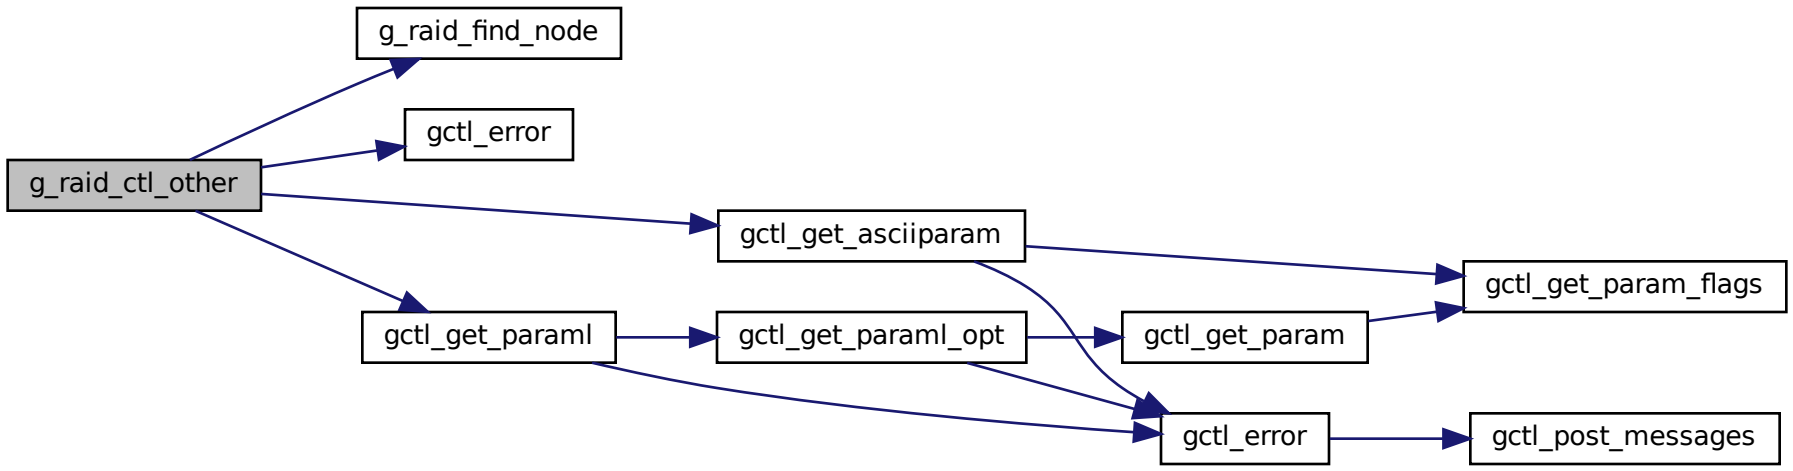 g_raid_find_node
gctl_error
g_raid_ctl_other
gctl_get_asciiparam
gctl_get_param_flags
gctl_get_paraml
gctl_get_paraml_opt
gctl_get_param
gctl_error
gctl_post_messages